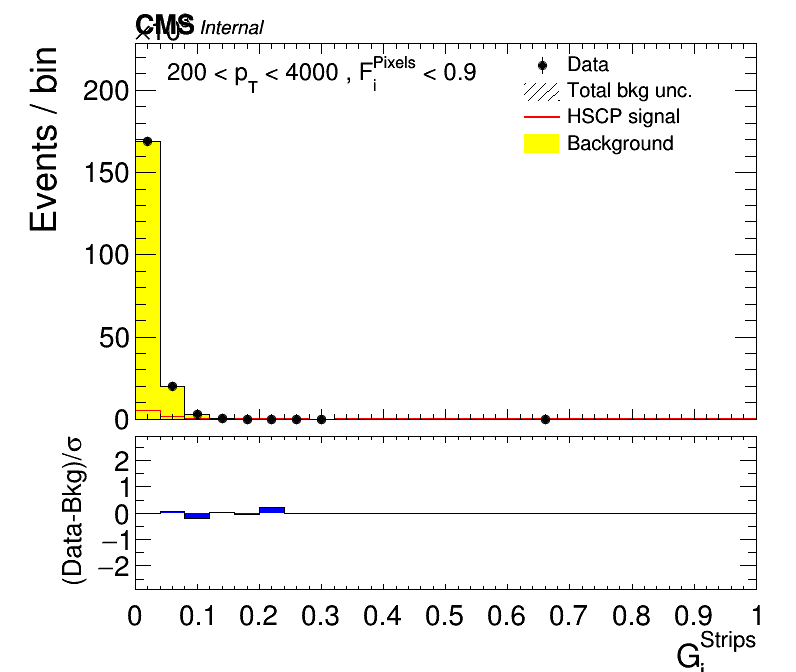 CMS Internal
200 < p_T < 4000 , F_i^Pixels < 0.9
Data
Total bkg unc.
HSCP signal
Background
Events / bin
200
150
100
50
0
(Data-Bkg)/σ
2
1
0
−1
−2
0 0.1 0.2 0.3 0.4 0.5 0.6 0.7 0.8 0.9 1
G_i^Strips